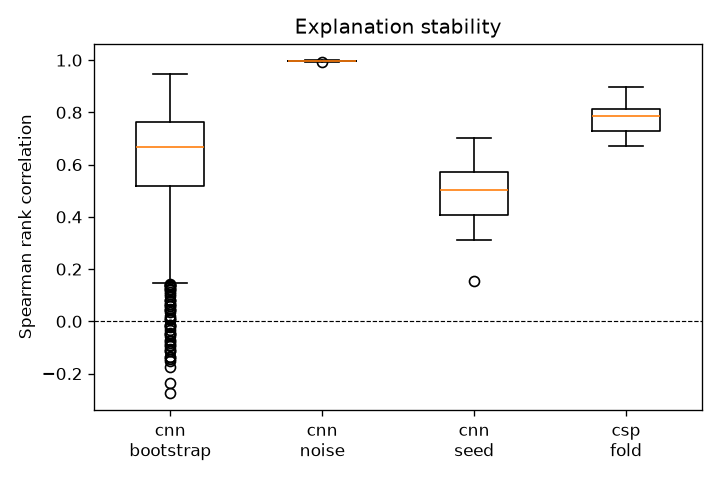 Explanation stability
Spearman rank correlation
1.0
0.8
0.6
0.4
0.2
0.0
−0.2
cnn
bootstrap
cnn
noise
cnn
seed
csp
fold